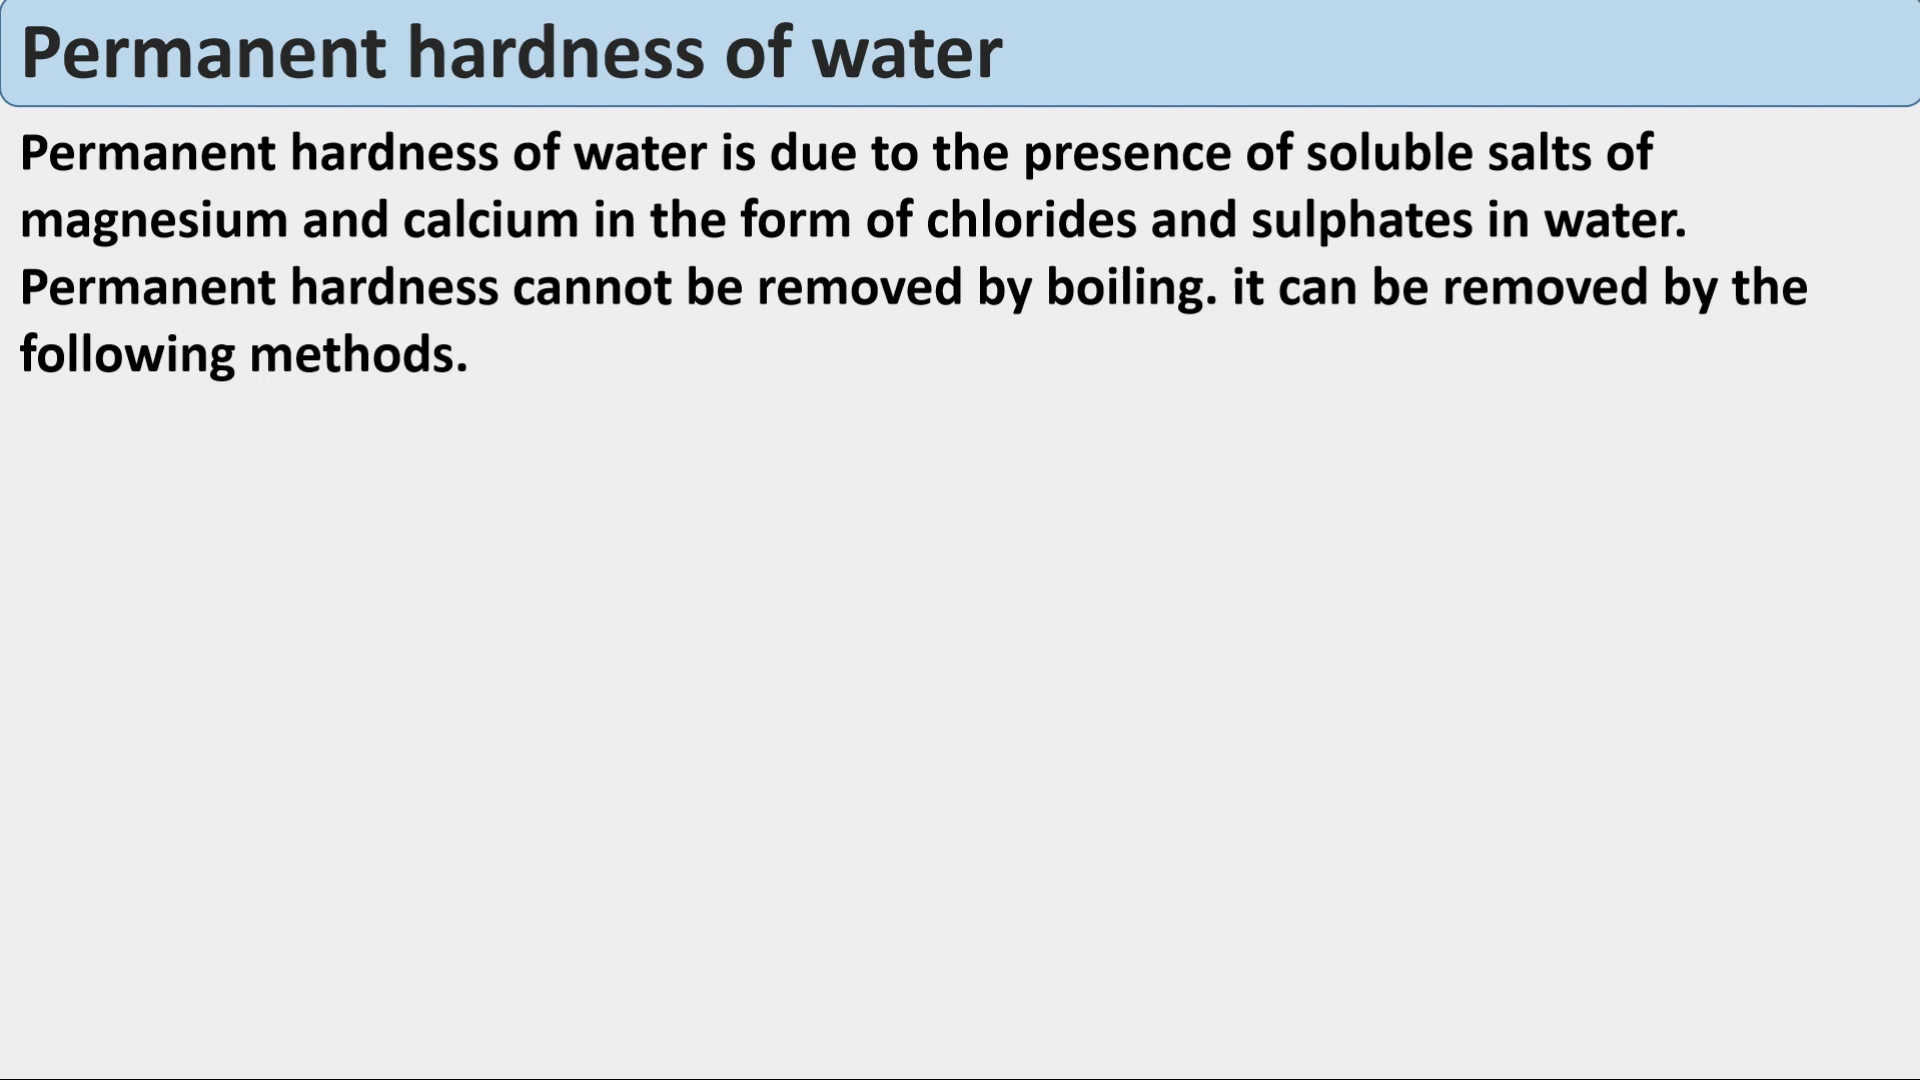 Permanent hardness of water
Permanent hardness of water is due to the presence of soluble salts of
magnesium and calcium in the form of chlorides and sulphates in water.
Permanent hardness cannot be removed by boiling. it can be removed by the
following methods.